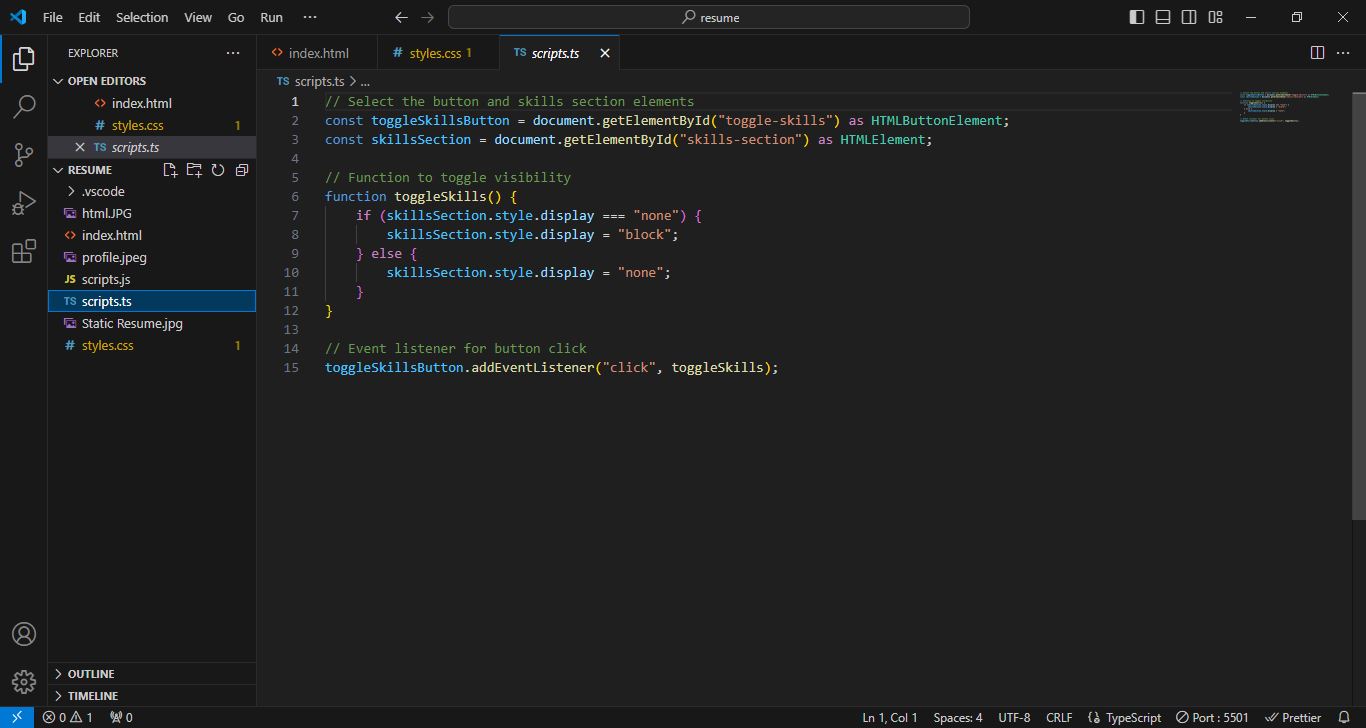 File Edit Selection View Go Run ··· resume
EXPLORER ···
OPEN EDITORS
index.html
styles.css 1
TS scripts.ts
RESUME
.vscode
html.JPG
index.html
profile.jpeg
JS scripts.js
TS scripts.ts
Static Resume.jpg
# styles.css 1
OUTLINE
TIMELINE
index.html # styles.css 1 TS scripts.ts
TS scripts.ts > ...
1 // Select the button and skills section elements
2 const toggleSkillsButton = document.getElementById("toggle-skills") as HTMLButtonElement;
3 const skillsSection = document.getElementById("skills-section") as HTMLElement;
4
5 // Function to toggle visibility
6 function toggleSkills() {
7 if (skillsSection.style.display === "none") {
8 skillsSection.style.display = "block";
9 } else {
10 skillsSection.style.display = "none";
11 }
12 }
13
14 // Event listener for button click
15 toggleSkillsButton.addEventListener("click", toggleSkills);
0 1 0 Ln 1, Col 1 Spaces: 4 UTF-8 CRLF {} TypeScript Port : 5501 Prettier